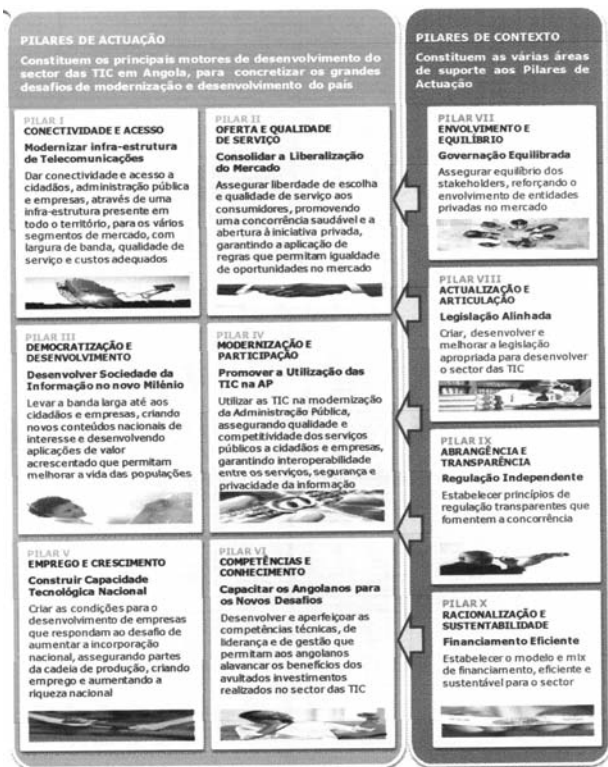 PILARES DE ACTUAÇÃO
Constituem os principais motores de desenvolvimento do
sector das TIC em Angola, para concretizar os grandes
desafios de modernização e desenvolvimento do país
PILAR I
CONECTIVIDADE E ACESSO
Modernizar infra-estrutura
de Telecomunicações
Dar conectividade e acesso a
cidadãos, administração pública
e empresas, através de uma
infra-estrutura presente em
todo o território, para os vários
segmentos de mercado, com
largura de banda, qualidade de
serviço e custos adequados
PILAR II
OFERTA E QUALIDADE
DE SERVIÇO
Consolidar a Liberalização
do Mercado
Assegurar liberdade de escolha
e qualidade de serviço aos
consumidores, promovendo
uma concorrência saudável e a
abertura à iniciativa privada,
garantindo a aplicação de
regras que permitam igualdade
de oportunidades no mercado
PILAR III
DEMOCRATIZAÇÃO E
DESENVOLVIMENTO
Desenvolver Sociedade da
Informação no novo Milénio
Levar a banda larga até aos
cidadãos e empresas, criando
novos conteúdos nacionais de
interesse e desenvolvendo
aplicações de valor
acrescentado que permitam
melhorar a vida das populações
PILAR IV
MODERNIZAÇÃO E
PARTICIPAÇÃO
Promover a Utilização das
TIC na AP
Utilizar as TIC na modernização
da Administração Pública,
assegurando qualidade e
competitividade dos serviços
públicos a cidadãos e empresas,
garantindo interoperabilidade
entre os serviços, segurança e
privacidade da informação
PILAR V
EMPREGO E CRESCIMENTO
Construir Capacidade
Tecnológica Nacional
Criar as condições para o
desenvolvimento de empresas
que respondam ao desafio de
aumentar a incorporação
nacional, assegurando partes
da cadeia de produção, criando
emprego e aumentando a
riqueza nacional
PILAR VI
COMPETÊNCIAS E
CONHECIMENTO
Capacitar os Angolanos para
os Novos Desafios
Desenvolver e aperfeiçoar as
competências técnicas, de
liderança e de gestão que
permitam aos angolanos
alavancar os benefícios dos
avultados investimentos
realizados no sector das TIC
PILARES DE CONTEXTO
Constituem as várias áreas
de suporte aos Pilares de
Actuação
PILAR VII
ENVOLVIMENTO E
EQUILÍBRIO
Governação Equilibrada
Assegurar equilíbrio dos
stakeholders, reforçando o
envolvimento de entidades
privadas no mercado
PILAR VIII
ACTUALIZAÇÃO E
ARTICULAÇÃO
Legislação Alinhada
Criar, desenvolver e
melhorar a legislação
apropriada para desenvolver
o sector das TIC
PILAR IX
ABRANGÊNCIA E
TRANSPARÊNCIA
Regulação Independente
Estabelecer princípios de
regulação transparentes que
fomentem a concorrência
PILAR X
RACIONALIZAÇÃO E
SUSTENTABILIDADE
Financiamento Eficiente
Estabelecer o modelo e mix
de financiamento, eficiente e
sustentável para o sector